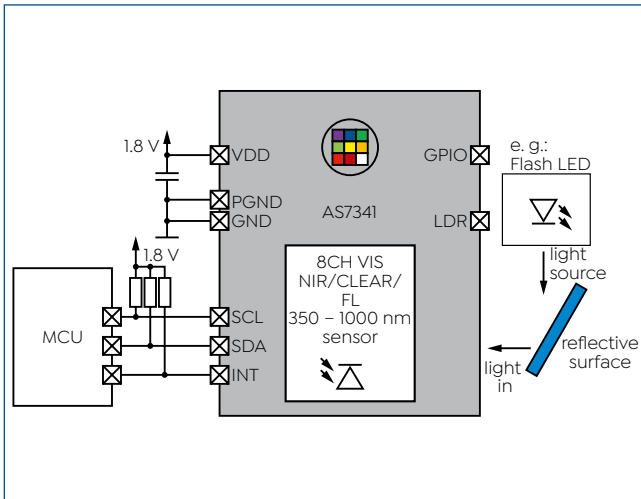 1.8 V
VDD
PGND
GND
AS7341
GPIO
LDR
e. g.:
Flash LED
light
source
reflective
surface
light
in
1.8 V
MCU
SCL
SDA
INT
8CH VIS
NIR/CLEAR/
FL
350 – 1000 nm
sensor